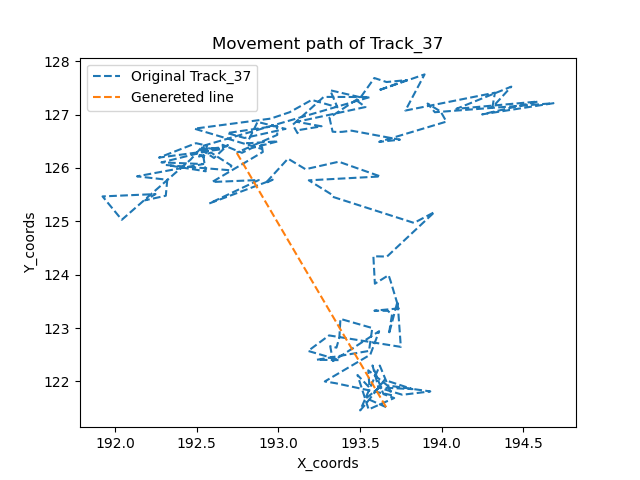 Movement path of Track_37
Original Track_37
Genereted line
Y_coords
128
127
126
125
124
123
122
192.0 192.5 193.0 193.5 194.0 194.5
X_coords